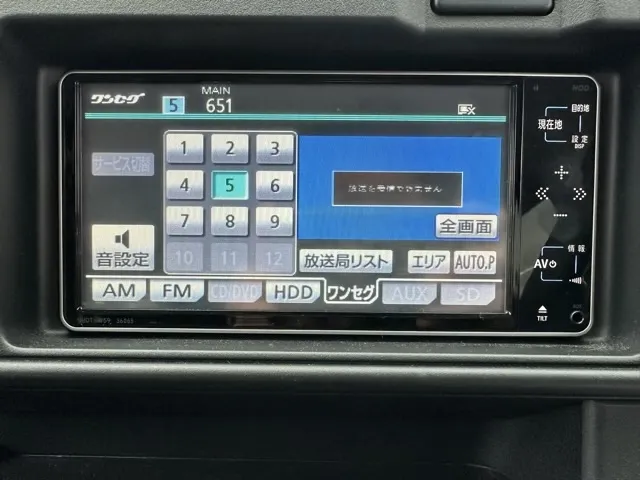 ワンセグ 5 MAIN 651
HDD
目的地
現在地
設定
DISP
サービス切替
1 2 3
4 5 6
7 8 9
10 11 12
放送を受信できません
全画面
音設定
放送局リスト エリア AUTO.P
情報
AV
AM FM CD/DVD HDD ワンセグ AUX SD
TILT